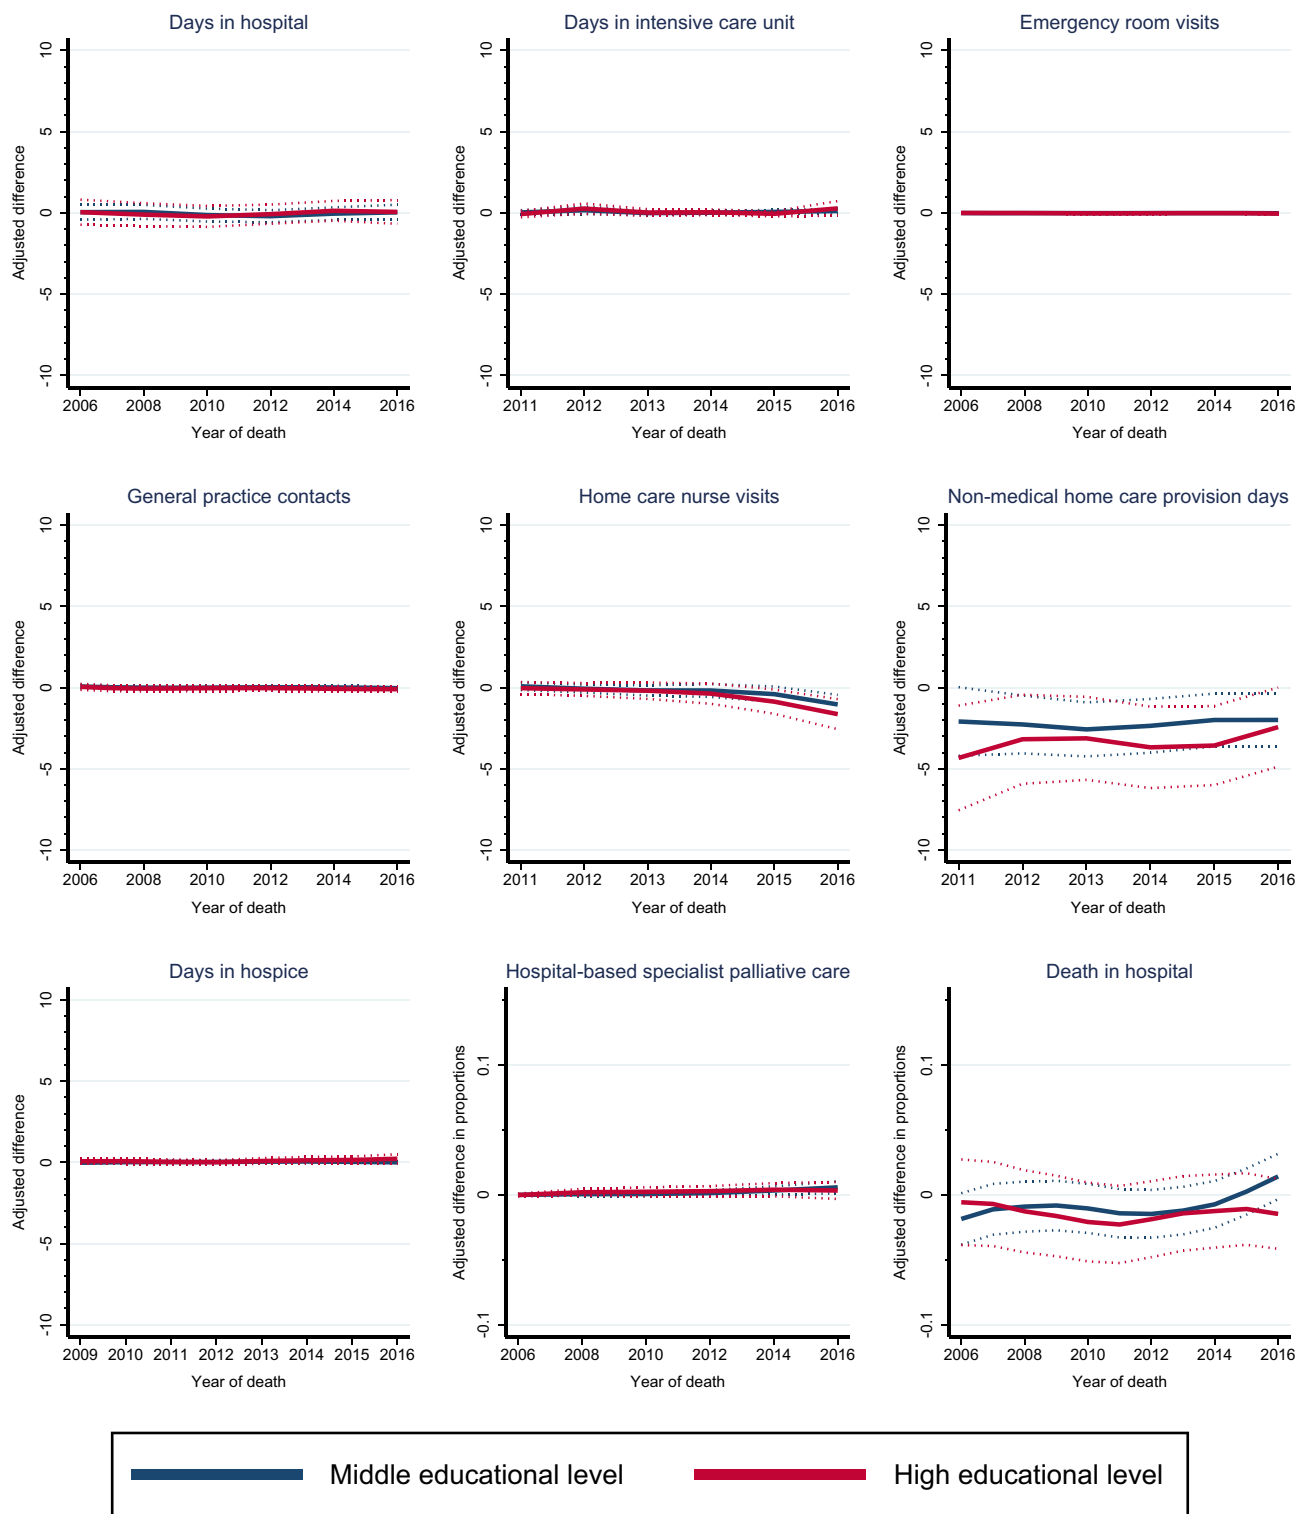 Days in hospital
10
5
0
-5
-10
Adjusted difference
2006 2008 2010 2012 2014 2016
Year of death
Days in intensive care unit
10
5
0
-5
-10
Adjusted difference
2011 2012 2013 2014 2015 2016
Year of death
Emergency room visits
10
5
0
-5
-10
Adjusted difference
2006 2008 2010 2012 2014 2016
Year of death
General practice contacts
10
5
0
-5
-10
Adjusted difference
2006 2008 2010 2012 2014 2016
Year of death
Home care nurse visits
10
5
0
-5
-10
Adjusted difference
2011 2012 2013 2014 2015 2016
Year of death
Non-medical home care provision days
10
5
0
-5
-10
Adjusted difference
2011 2012 2013 2014 2015 2016
Year of death
Days in hospice
10
5
0
-5
-10
Adjusted difference
2009 2010 2011 2012 2013 2014 2015 2016
Year of death
Hospital-based specialist palliative care
0.1
0
-0.1
Adjusted difference in proportions
2006 2008 2010 2012 2014 2016
Year of death
Death in hospital
0.1
0
-0.1
Adjusted difference in proportions
2006 2008 2010 2012 2014 2016
Year of death
Middle educational level
High educational level